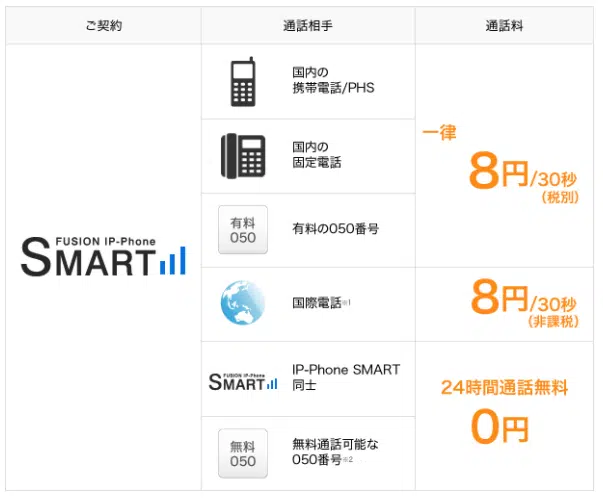 ご契約
通話相手
通話料
FUSION IP-Phone
SMART
国内の
携帯電話/PHS
国内の
固定電話
有料
050
有料の050番号
一律
8円/30秒
(税別)
国際電話※1
8円/30秒
(非課税)
FUSION IP-Phone
SMART
IP-Phone SMART
同士
無料
050
無料通話可能な
050番号※2
24時間通話無料
0円